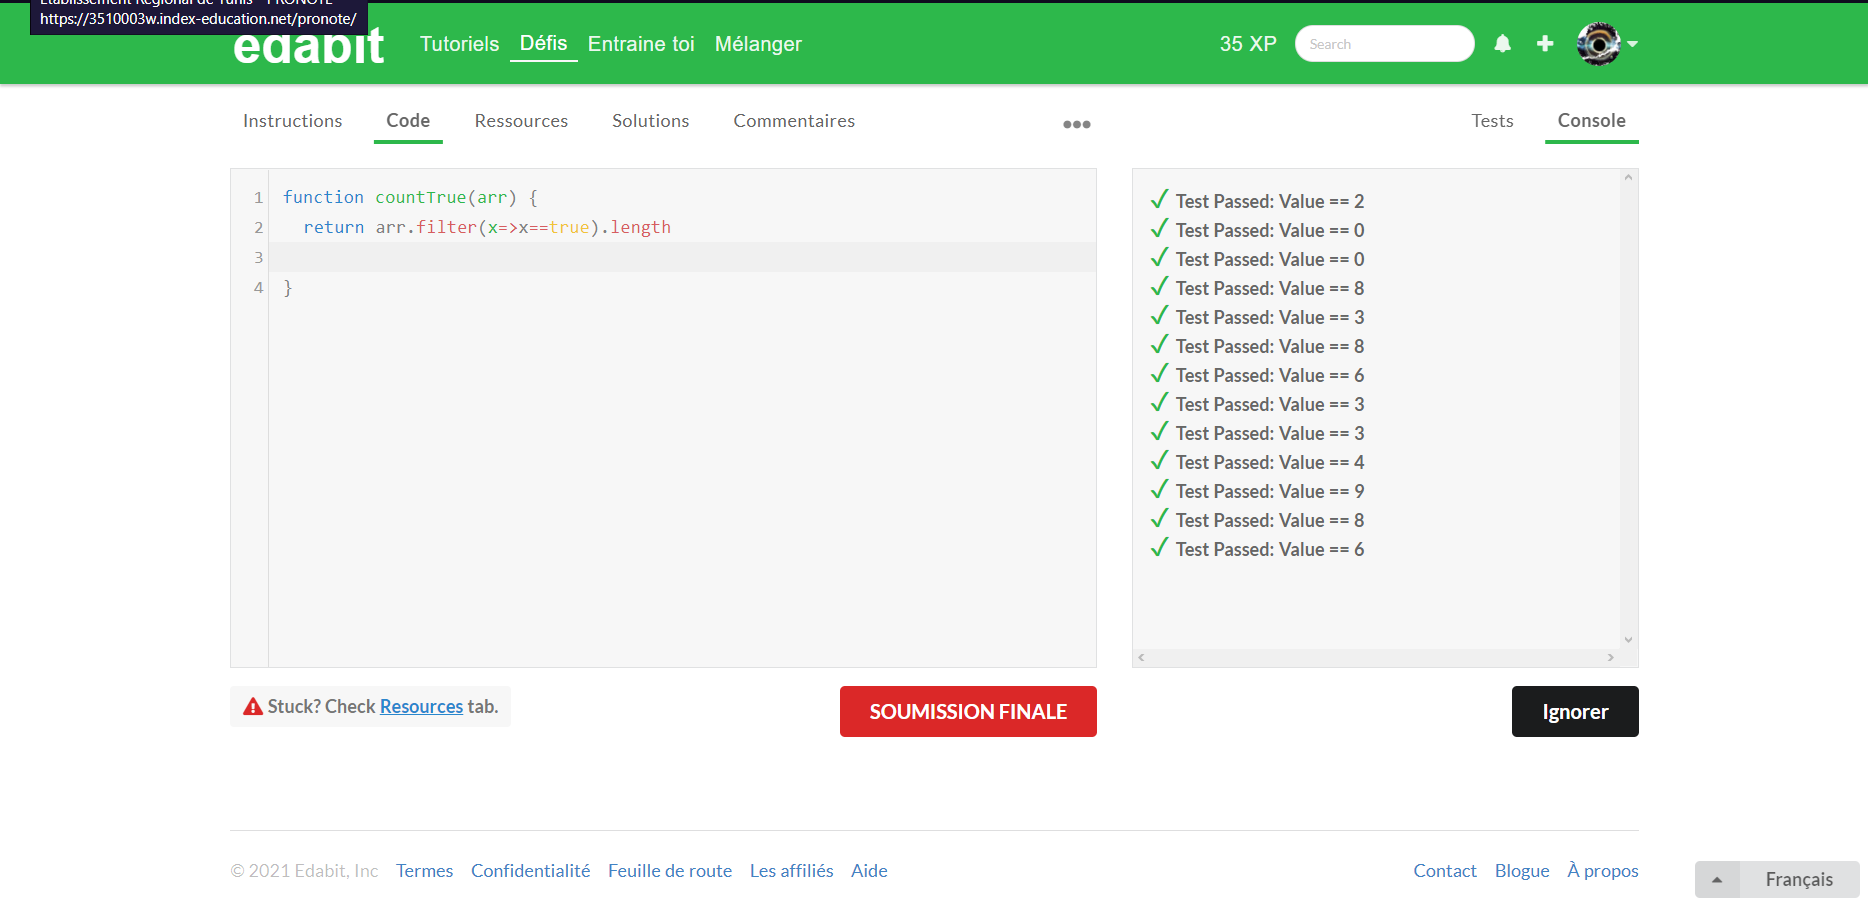 Etablissement Régional de Tunis - PRONOTE
https://3510003w.index-education.net/pronote/
edabit Tutoriels Défis Entraine toi Mélanger 35 XP Search
Instructions Code Ressources Solutions Commentaires Tests Console
1 function countTrue(arr) {
2 return arr.filter(x=>x==true).length
3
4 }
Test Passed: Value == 2
Test Passed: Value == 0
Test Passed: Value == 0
Test Passed: Value == 8
Test Passed: Value == 3
Test Passed: Value == 8
Test Passed: Value == 6
Test Passed: Value == 3
Test Passed: Value == 3
Test Passed: Value == 4
Test Passed: Value == 9
Test Passed: Value == 8
Test Passed: Value == 6
Stuck? Check Resources tab. SOUMISSION FINALE Ignorer
© 2021 Edabit, Inc Termes Confidentialité Feuille de route Les affiliés Aide Contact Blogue À propos
Français